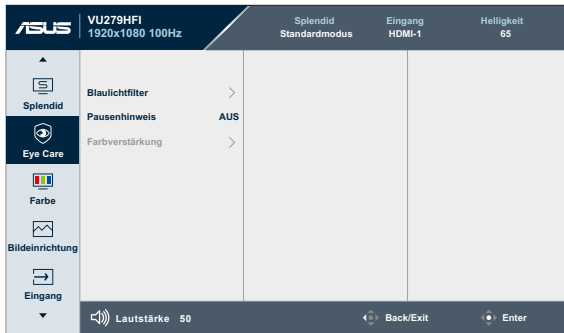 ASUS
VU279HFI
1920x1080 100Hz
Splendid
Standardmodus
Eingang
HDMI-1
Helligkeit
65
Splendid
Eye Care
Farbe
Bildeinrichtung
Eingang
Blaulichtfilter
Pausenhinweis AUS
Farbverstärkung
Lautstärke 50
Back/Exit
Enter